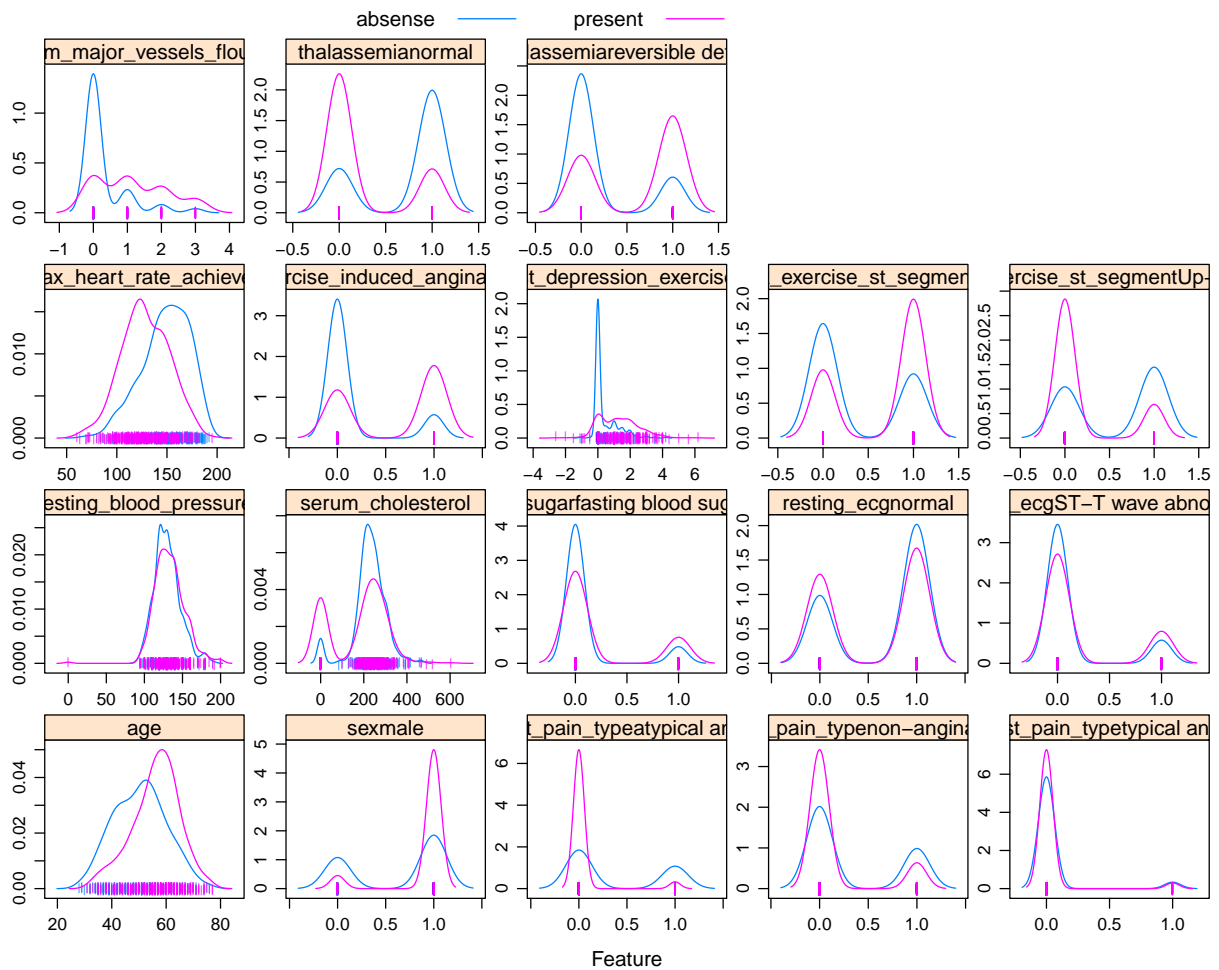 absense present
m_major_vessels_flou
thalassemianormal
lassemiareversible def
0.0 0.5 1.0
−1 0 1 2 3 4
0.0 0.5 1.0 1.5 2.0
−0.5 0.0 0.5 1.0 1.5
0.0 0.5 1.0 1.5 2.0
−0.5 0.0 0.5 1.0 1.5
ax_heart_rate_achieve
rcise_induced_angina
t_depression_exercise
_exercise_st_segmen
ercise_st_segmentUp-
0.000 0.010
50 100 150 200
0 1 2 3
0.0 0.5 1.0
0.0 0.5 1.0 1.5 2.0
−4 0 2 4 6
0.0 0.5 1.0 1.5 2.0
−0.5 0.0 0.5 1.0 1.5
0.00.51.01.52.02.5
−0.5 0.0 0.5 1.0 1.5
esting_blood_pressure
serum_cholesterol
sugarfasting blood sug
resting_ecgnormal
_ecgST−T wave abno
0.000 0.010 0.020
0 50 100 150 200
0.000 0.004
0 200 400 600
0 1 2 3 4
0.0 0.5 1.0
0.0 0.5 1.0 1.5 2.0
0.0 0.5 1.0
0 1 2 3
0.0 0.5 1.0
age
sexmale
t_pain_typeatypical an
_pain_typenon−angina
st_pain_typetypical an
0.00 0.02 0.04
20 40 60 80
0 1 2 3 4 5
0.0 0.5 1.0
0 2 4 6
0.0 0.5 1.0
0 1 2 3
0.0 0.5 1.0
0 2 4 6
0.0 0.5 1.0
Feature